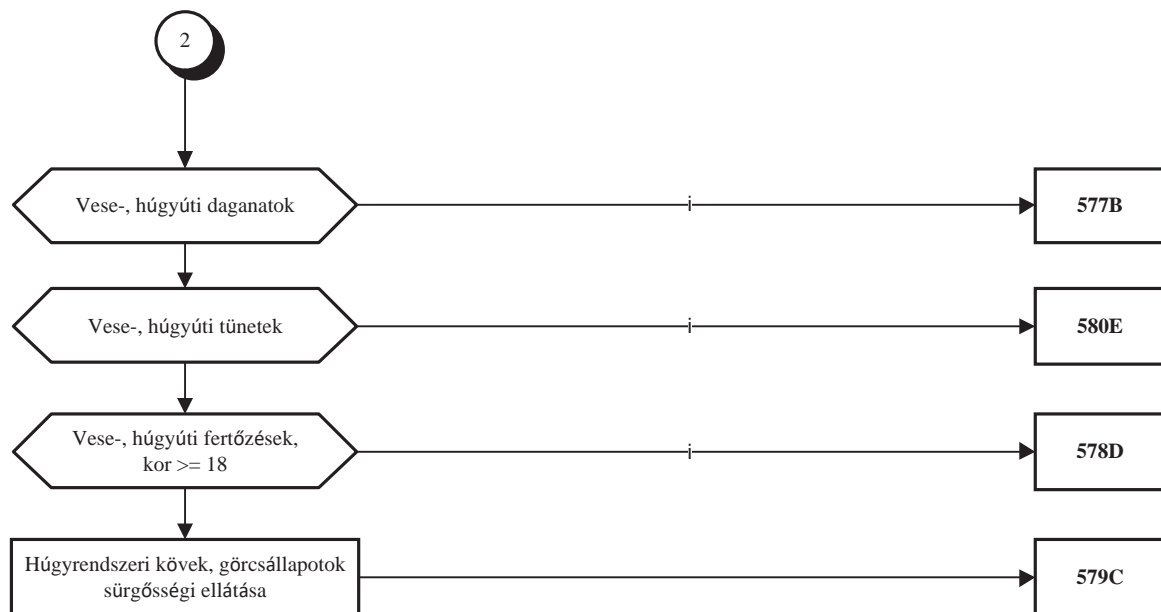 2
Vese-, húgyúti daganatok
i
577B
Vese-, húgyúti tünetek
i
580E
Vese-, húgyúti fertőzések,
kor >= 18
i
578D
Húgyrendszeri kövek, görcsállapotok
sürgősségi ellátása
579C